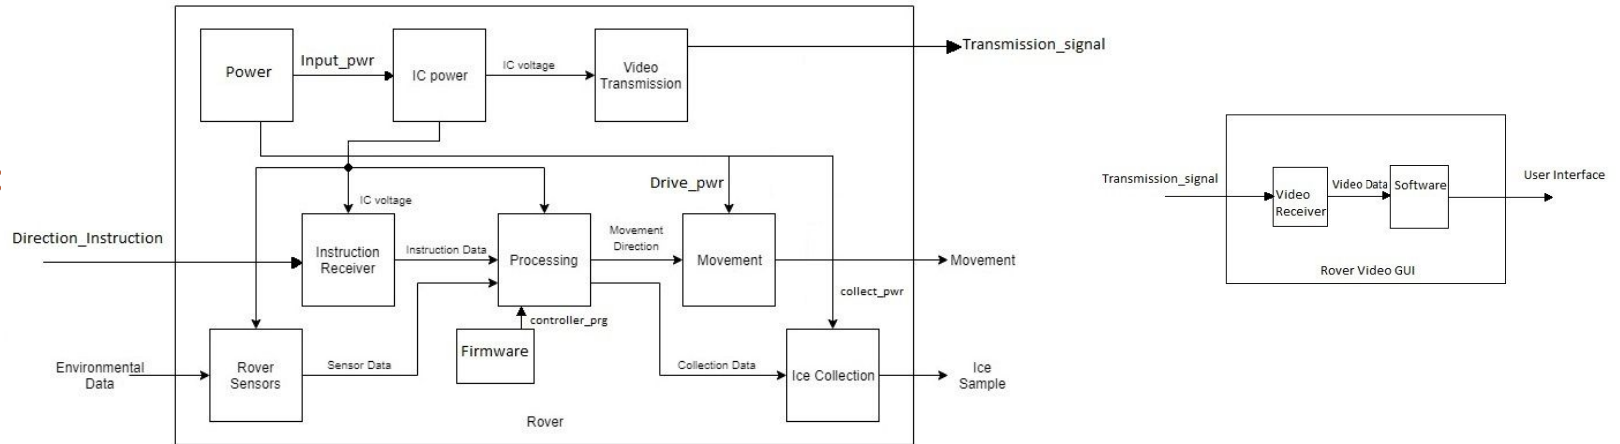 Power
Input_pwr
IC power
IC voltage
Video
Transmission
Transmission_signal
Drive_pwr
IC voltage
Direction_Instruction
Instruction
Receiver
Instruction Data
Processing
Movement
Direction
Movement
Movement
collect_pwr
controller_prg
Firmware
Environmental
Data
Rover
Sensors
Sensor Data
Collection Data
Ice Collection
Ice
Sample
Rover
Transmission_signal
Video
Receiver
Video Data
Software
User Interface
Rover Video GUI